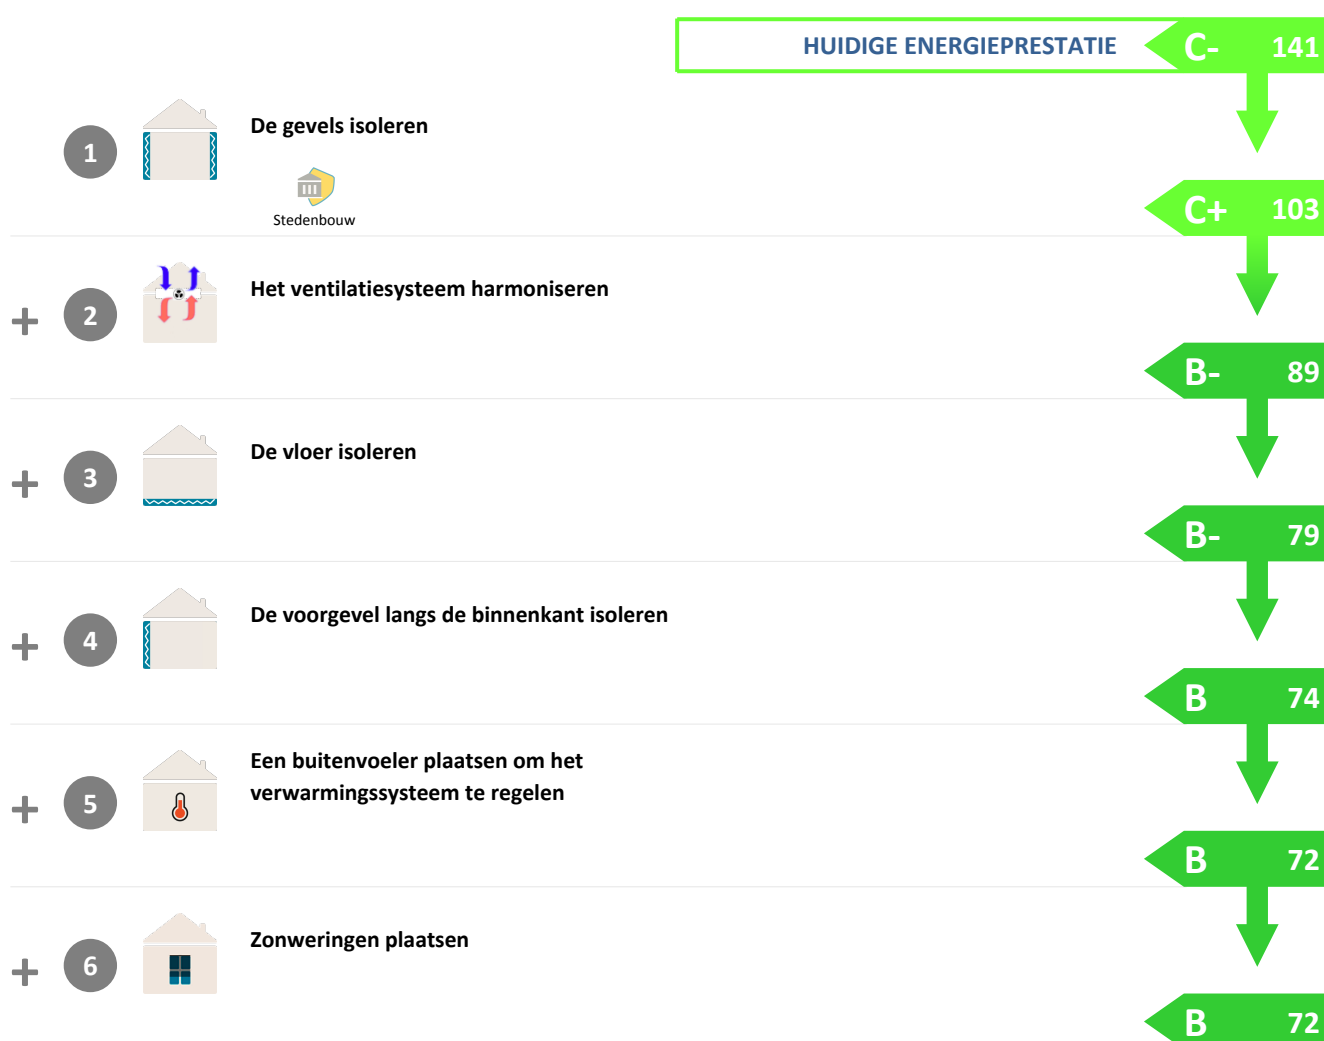 HUIDIGE ENERGIEPRESTATIE C- 141
1 De gevels isoleren
Stedenbouw
C+ 103
+ 2 Het ventilatiesysteem harmoniseren
B- 89
+ 3 De vloer isoleren
B- 79
+ 4 De voorgevel langs de binnenkant isoleren
B 74
+ 5 Een buitenvoeler plaatsen om het
verwarmingssysteem te regelen
B 72
+ 6 Zonweringen plaatsen
B 72